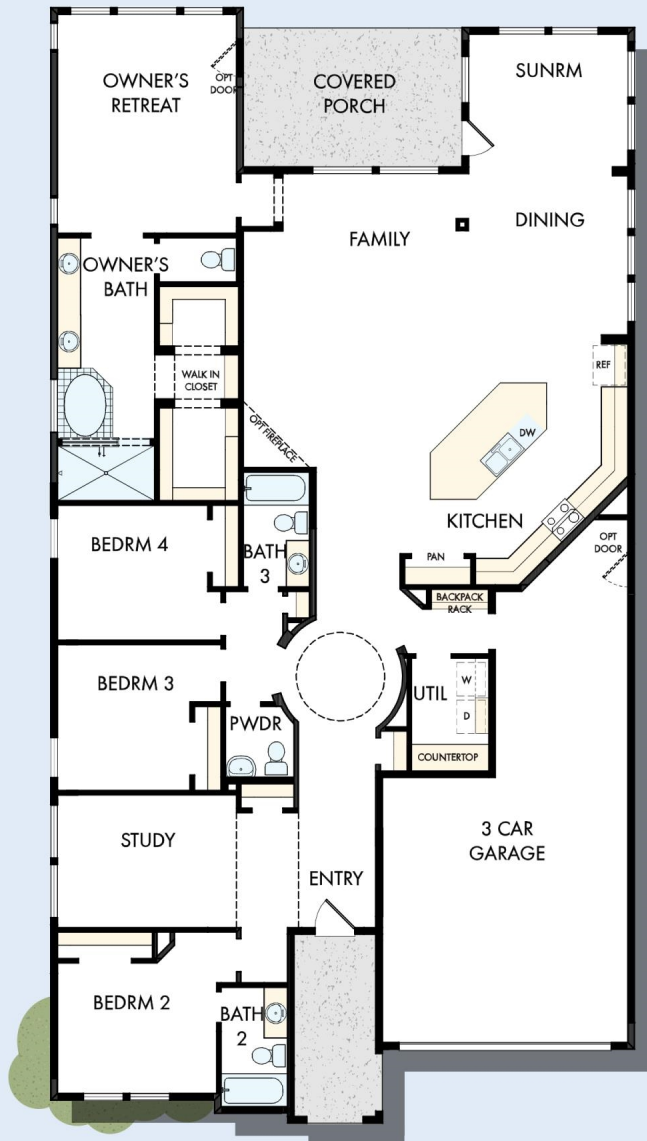 OWNER'S
RETREAT
OPT
DOOR
COVERED
PORCH
SUNRM
FAMILY
DINING
OWNER'S
BATH
WALK IN
CLOSET
REF
OPT FIREPLACE
DW
KITCHEN
BEDRM 4
BATH
3
PAN
OPT
DOOR
BACKPACK
RACK
BEDRM 3
UTIL
W
D
PWDR
COUNTERTOP
STUDY
3 CAR
GARAGE
ENTRY
BEDRM 2
BATH
2